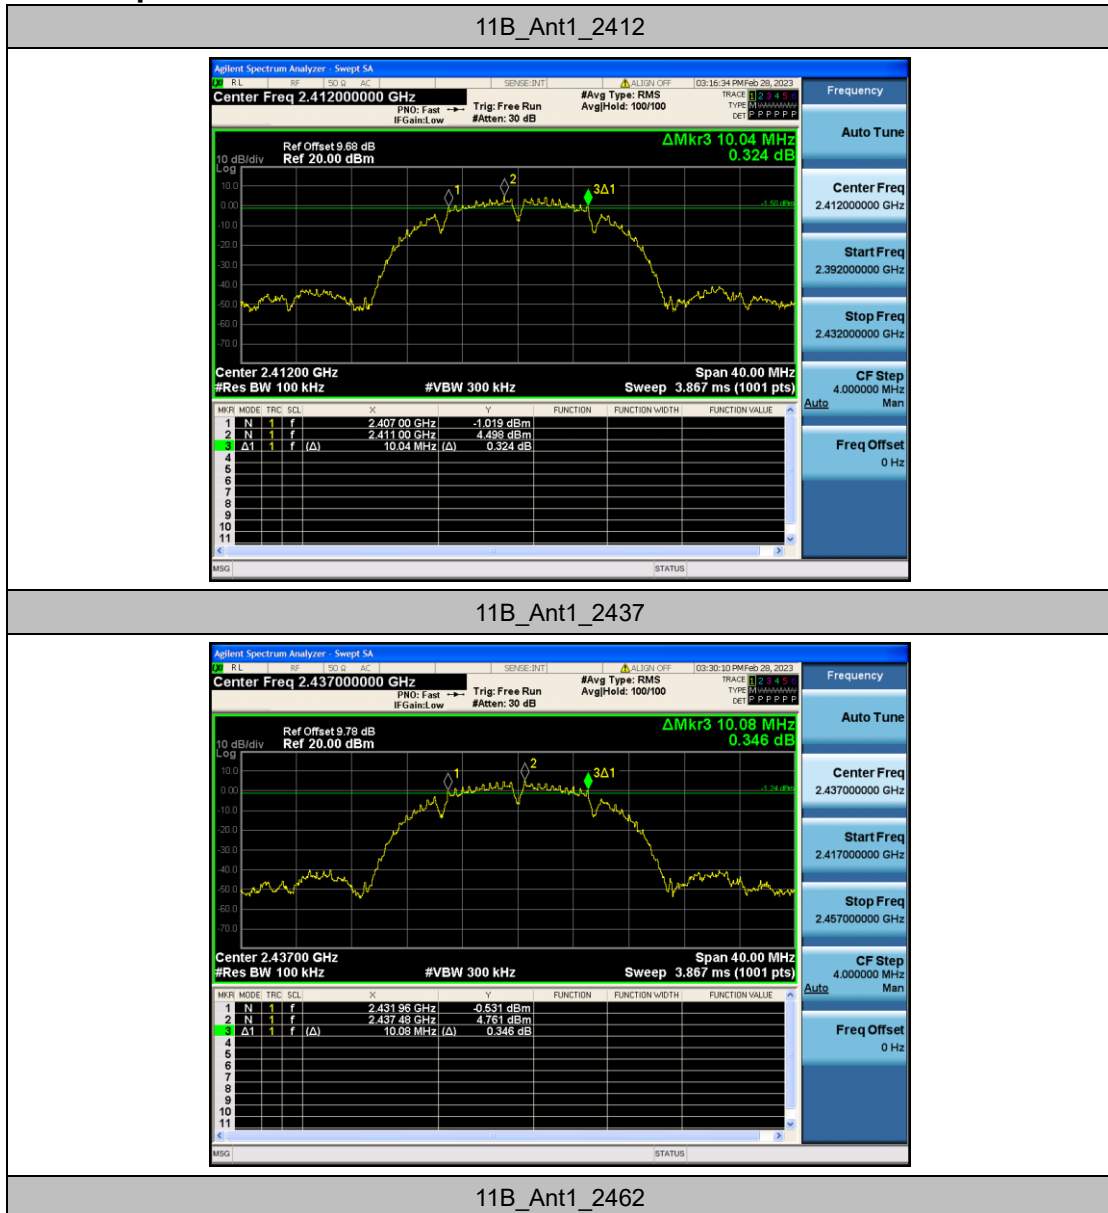 11B_Ant1_2412
Agilent Spectrum Analyzer - Swept SA
RL RF 50 Ω AC SENSE:INT ALIGN OFF 03:16:34 PM Feb 28, 2023
Center Freq 2.412000000 GHz
PNO: Fast
IFGain:Low
Trig: Free Run
#Atten: 30 dB
#Avg Type: RMS
Avg|Hold: 100/100
TRACE 1 2 3 4 5 6
TYPE M
DET P P P P P P
Frequency
Auto Tune
Center Freq
2.412000000 GHz
Start Freq
2.392000000 GHz
Stop Freq
2.432000000 GHz
CF Step
4.000000 MHz
Auto Man
Freq Offset
0 Hz
ΔMkr3 10.04 MHz
0.324 dB
Ref Offset 9.68 dB
10 dB/div Ref 20.00 dBm
Log
10.0
0.00
-10.0
-20.0
-30.0
-40.0
-50.0
-60.0
-70.0
1
2
3Δ1
-1.50 dBm
Center 2.41200 GHz Span 40.00 MHz
#Res BW 100 kHz #VBW 300 kHz Sweep 3.867 ms (1001 pts)
MKR MODE TRC SCL X Y FUNCTION FUNCTION WIDTH FUNCTION VALUE
1 N 1 f 2.407 00 GHz -1.019 dBm
2 N 1 f 2.411 00 GHz 4.498 dBm
3 Δ1 1 f (Δ) 10.04 MHz (Δ) 0.324 dB
4
5
6
7
8
9
10
11
MSG STATUS
11B_Ant1_2437
Agilent Spectrum Analyzer - Swept SA
RL RF 50 Ω AC SENSE:INT ALIGN OFF 03:30:10 PM Feb 28, 2023
Center Freq 2.437000000 GHz
PNO: Fast
IFGain:Low
Trig: Free Run
#Atten: 30 dB
#Avg Type: RMS
Avg|Hold: 100/100
TRACE 1 2 3 4 5 6
TYPE M
DET P P P P P P
Frequency
Auto Tune
Center Freq
2.437000000 GHz
Start Freq
2.417000000 GHz
Stop Freq
2.457000000 GHz
CF Step
4.000000 MHz
Auto Man
Freq Offset
0 Hz
ΔMkr3 10.08 MHz
0.346 dB
Ref Offset 9.78 dB
10 dB/div Ref 20.00 dBm
Log
10.0
0.00
-10.0
-20.0
-30.0
-40.0
-50.0
-60.0
-70.0
1
2
3Δ1
-1.24 dBm
Center 2.43700 GHz Span 40.00 MHz
#Res BW 100 kHz #VBW 300 kHz Sweep 3.867 ms (1001 pts)
MKR MODE TRC SCL X Y FUNCTION FUNCTION WIDTH FUNCTION VALUE
1 N 1 f 2.431 96 GHz -0.531 dBm
2 N 1 f 2.437 48 GHz 4.761 dBm
3 Δ1 1 f (Δ) 10.08 MHz (Δ) 0.346 dB
4
5
6
7
8
9
10
11
MSG STATUS
11B_Ant1_2462